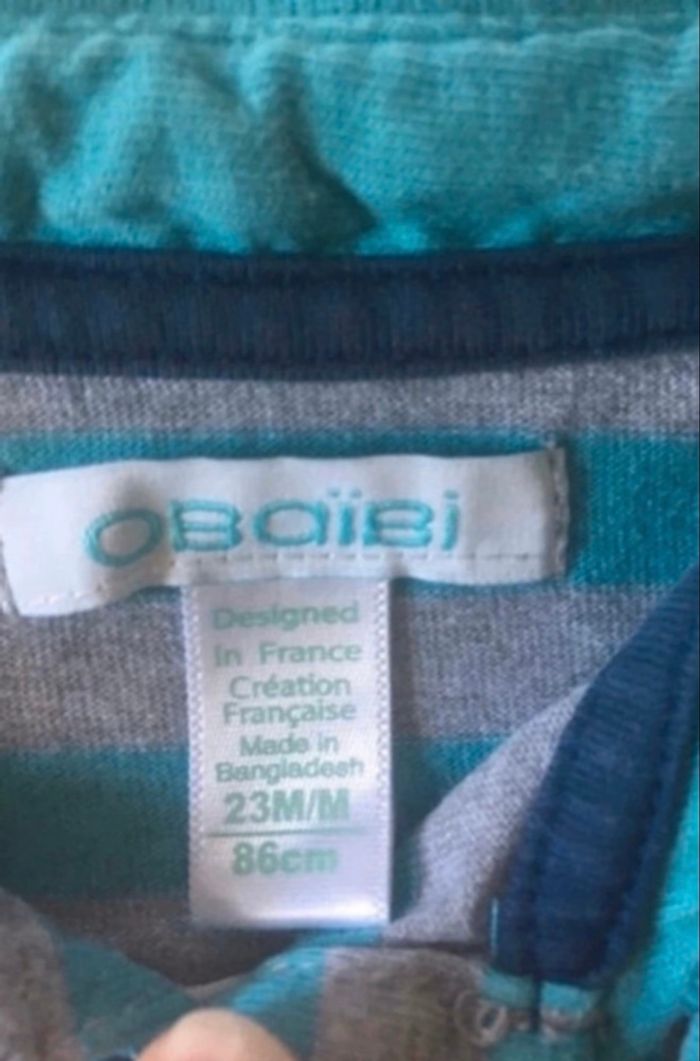 OBAÏBI
Designed
In France
Création
Française
Made in
Bangladesh
23M/M
86cm